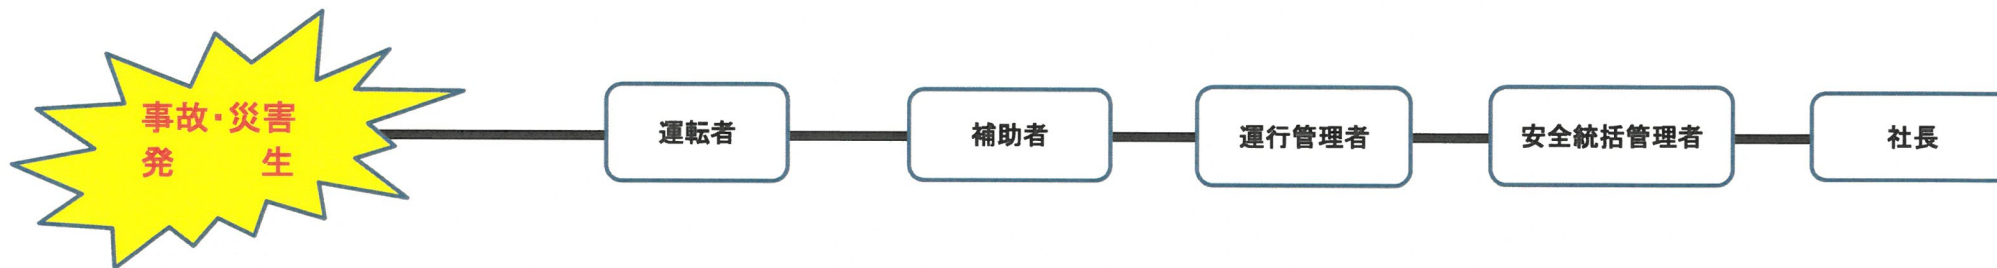 事故・災害
発　　生
運転者
補助者
運行管理者
安全統括管理者
社長